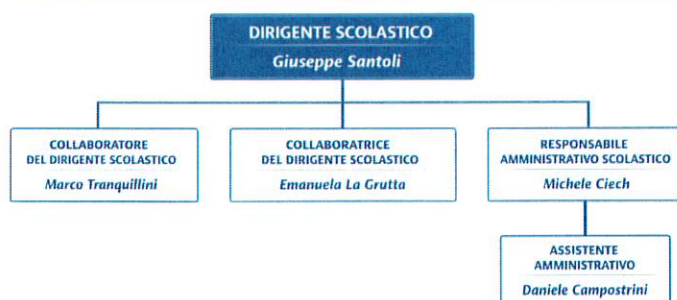 DIRIGENTE SCOLASTICO
Giuseppe Santoli
COLLABORATORE
DEL DIRIGENTE SCOLASTICO
Marco Tranquillini
COLLABORATRICE
DEL DIRIGENTE SCOLASTICO
Emanuela La Grutta
RESPONSABILE
AMMINISTRATIVO SCOLASTICO
Michele Ciech
ASSISTENTE
AMMINISTRATIVO
Daniele Campostrini